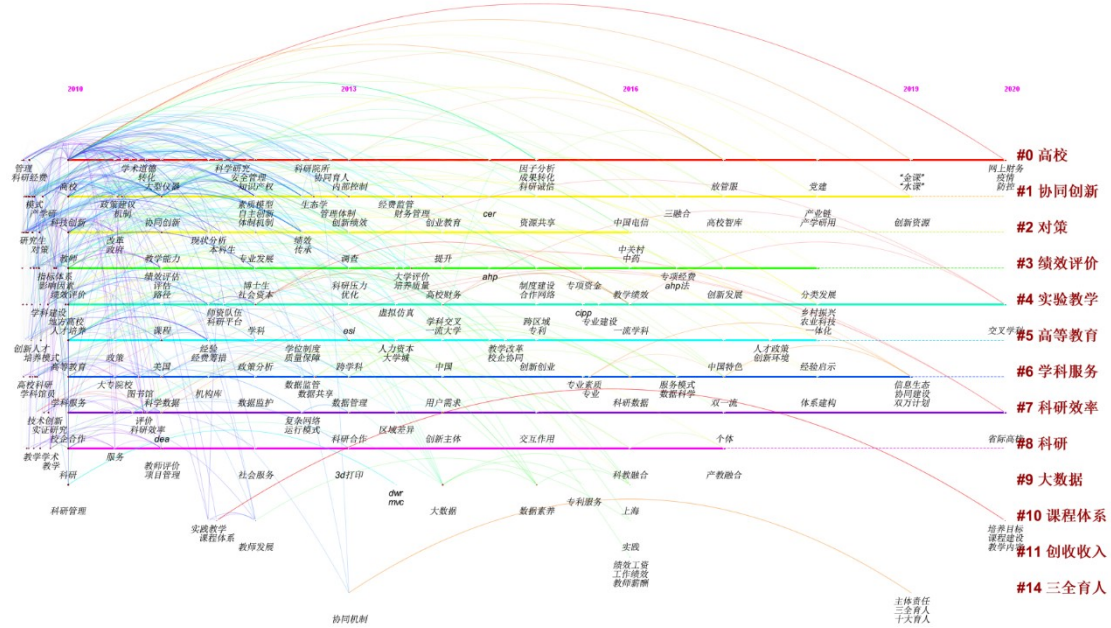 2010 2013 2016 2019 2020
#0 高校
管理 学术道德 科学研究 科研院所 因子分析 网上财务
科研经费 转化 安全管理 协同育人 成果转化 "金课" 疫情
高校 大型仪器 知识产权 内部控制 科研诚信 放管服 党建 "水课" 防控
#1 协同创新
模式 政策建议 素质模型 生态学 经费监管
产学研 机制 自主创新 管理体制 财务管理 cer 三融合 产业链
科技创新 协同创新 体制机制 创新绩效 创业教育 资源共享 中国电信 高校智库 产学研用 创新资源
#2 对策
研究生 改革 现状分析 绩效
对策 政府 本科生 传承 中关村
教师 教学能力 专业发展 调查 提升 中药
#3 绩效评价
指标体系 绩效评估 大学评价 ahp 专项经费
影响因素 评估 博士生 科研压力 培养质量 制度建设 专项资金 ahp法
绩效评价 路径 社会资本 优化 高校财务 合作网络 教学绩效 创新发展 分类发展
#4 实验教学
学科建设 师资队伍 虚拟仿真 cipp 乡村振兴
地方高校 科研平台 学科交叉 跨区域 专业建设 农业科技
人才培养 课程 学科 esi 一流大学 专利 一流学科 一体化 交叉学科
#5 高等教育
创新人才 经验 学位制度 人力资本 教学改革 人才政策
培养模式 政策 经费筹措 质量保障 大学城 校企协同 创新环境
高等教育 美国 政策分析 跨学科 中国 创新创业 中国特色 经验启示
#6 学科服务
高校科研 大专院校 数据监管 专业素质 服务模式 信息生态
学科馆员 图书馆 机构库 数据共享 专业 数据科学 协同建设
学科服务 科学数据 数据监护 数据管理 用户需求 科研数据 双一流 体系建构 双万计划
#7 科研效率
技术创新 评价 复杂网络
实证研究 科研效率 运行模式 区域差异
校企合作 dea 科研合作 创新主体 交互作用 个体 省际高校
#8 科研
教学学术 服务
教学 教师评价
科研 项目管理 社会服务 3d打印 科教融合 产教融合
#9 大数据
dwr
mvc 专利服务
科研管理 大数据 数据素养 上海
#10 课程体系
实践教学 培养目标
课程体系 课程建设
教师发展 实践 教学内容
#11 创收收入
绩效工资
工作绩效
教师薪酬
#14 三全育人
主体责任
三全育人
协同机制 十大育人